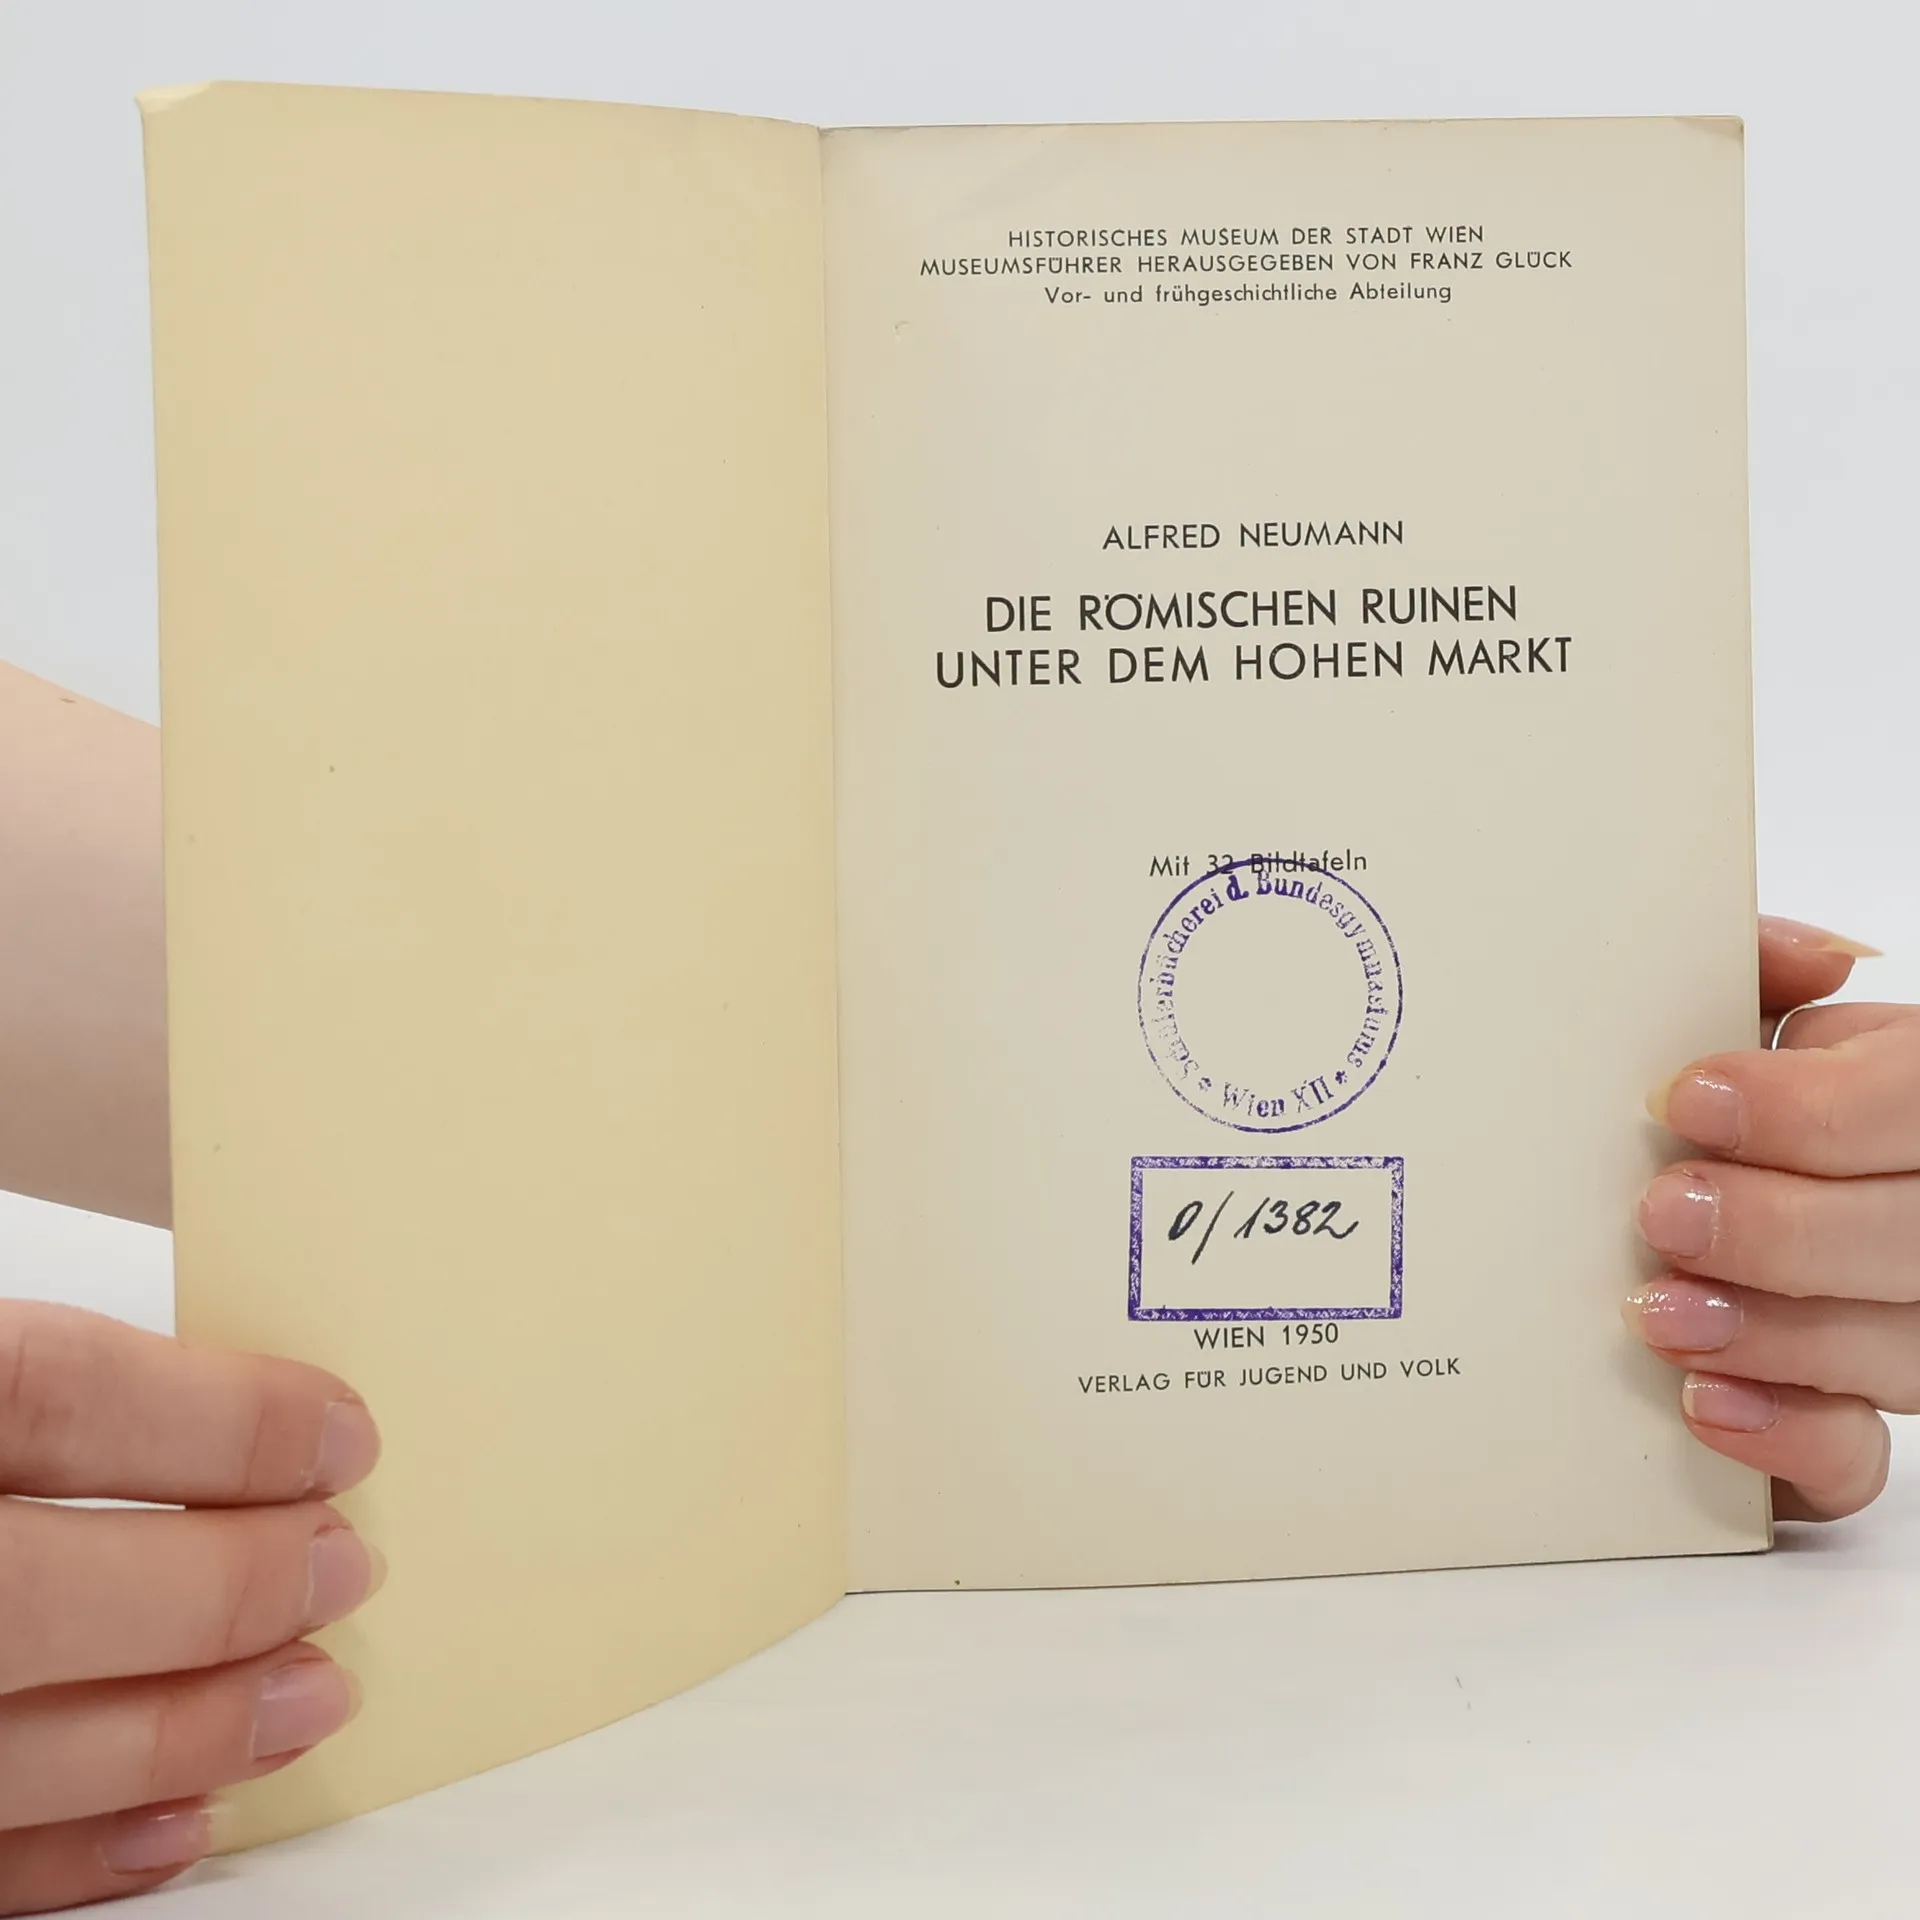 HISTORISCHES MUSEUM DER STADT WIEN
MUSEUMSFÜHRER HERAUSGEGEBEN VON FRANZ GLÜCK
Vor- und frühgeschichtliche Abteilung
ALFRED NEUMANN
DIE RÖMISCHEN RUINEN
UNTER DEM HOHEN MARKT
Mit 32 Bildtafeln
Schülerbücherei d. Bundesgymnasiums
* Wien XII *
0/1382
WIEN 1950
VERLAG FÜR JUGEND UND VOLK